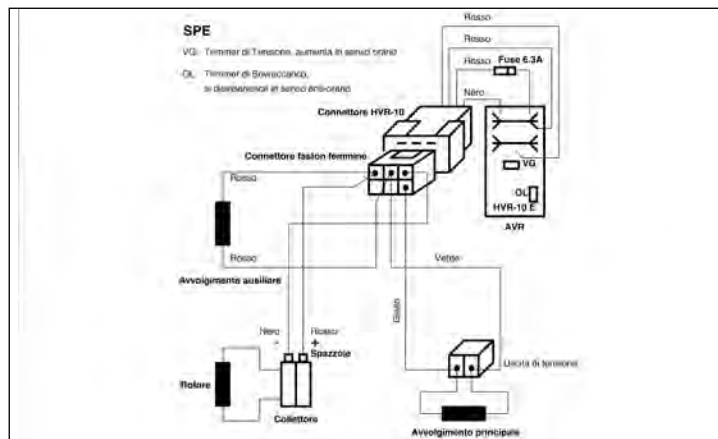 SPE
VG Trimmer di Tensione, aumenta in senso orario
OL Trimmer di Sovraccarico,
si in senso anti-orario
Rosso
Rosso
Rosso
Fuse 6.3A
Nero
Connettore HVR-10
Connettore faston femmine
VG
OL
HVR-10 E
AVR
Rosso
Rosso
Avvolgimento ausiliare
Verde
Giallo
Nero
-
Rosso
+
Spazzole
Uscita di tensione
Rotore
Collettore
Avvolgimento principale